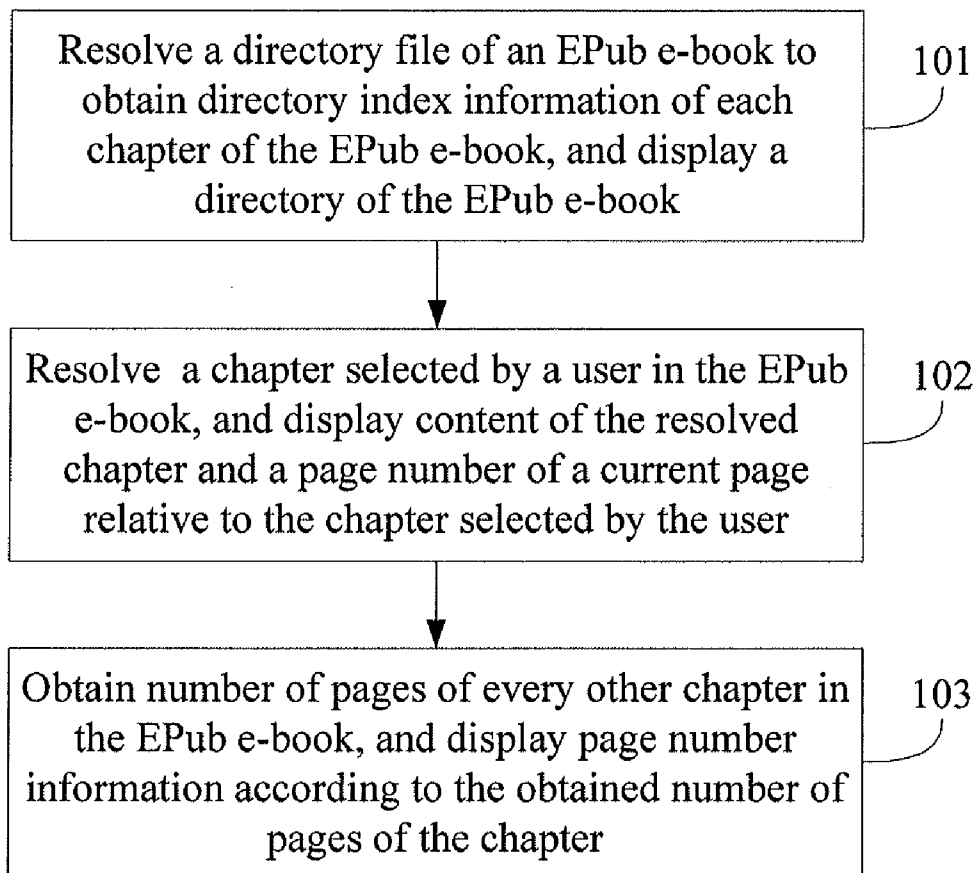 Resolve a directory file of an EPub e-book to
obtain directory index information of each
chapter of the EPub e-book, and display a
directory of the EPub e-book
101
Resolve a chapter selected by a user in the EPub
e-book, and display content of the resolved
chapter and a page number of a current page
relative to the chapter selected by the user
102
Obtain number of pages of every other chapter in
the EPub e-book, and display page number
information according to the obtained number of
pages of the chapter
103